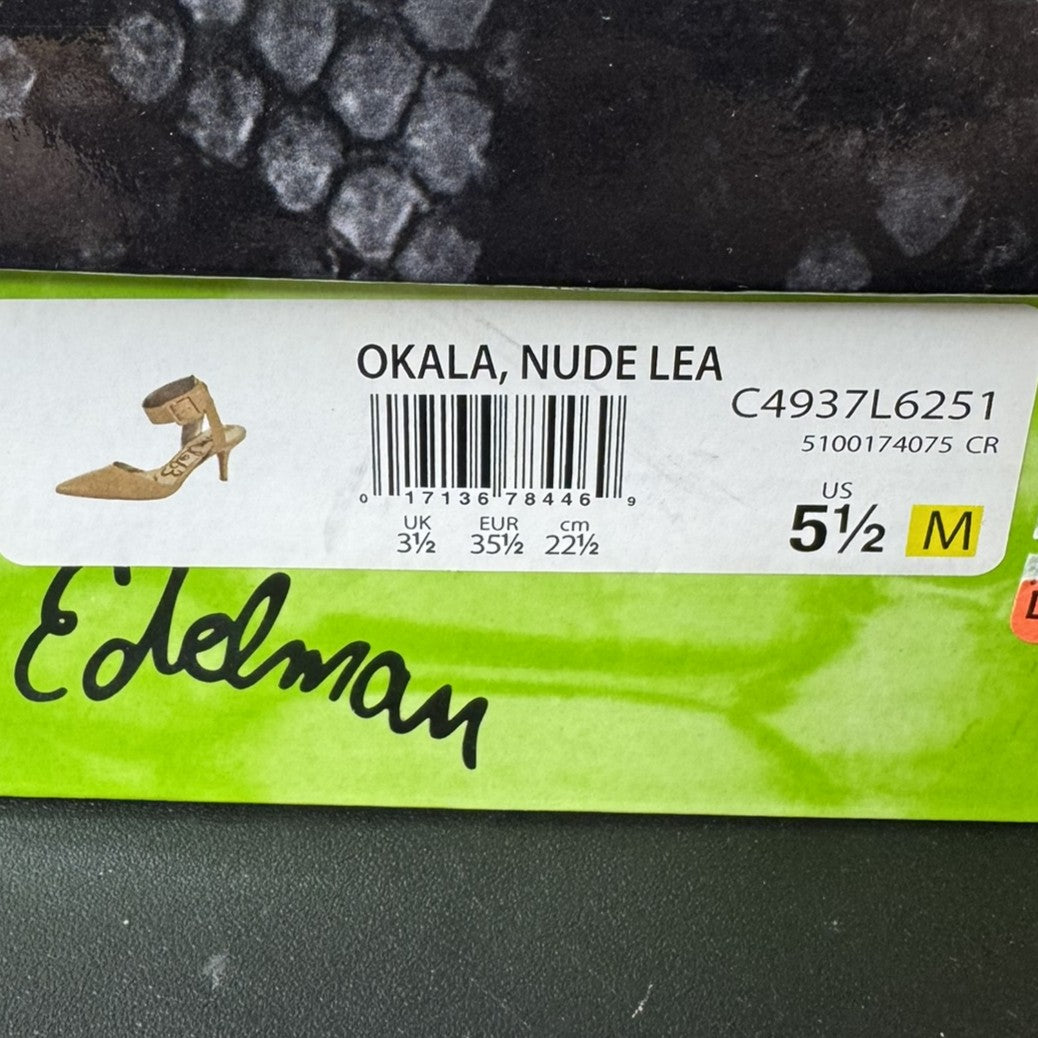 OKALA, NUDE LEA
C4937L6251
5100174075 CR
0 17136 78446 9
UK EUR cm
3½ 35½ 22½
US
5½ M
Edelman